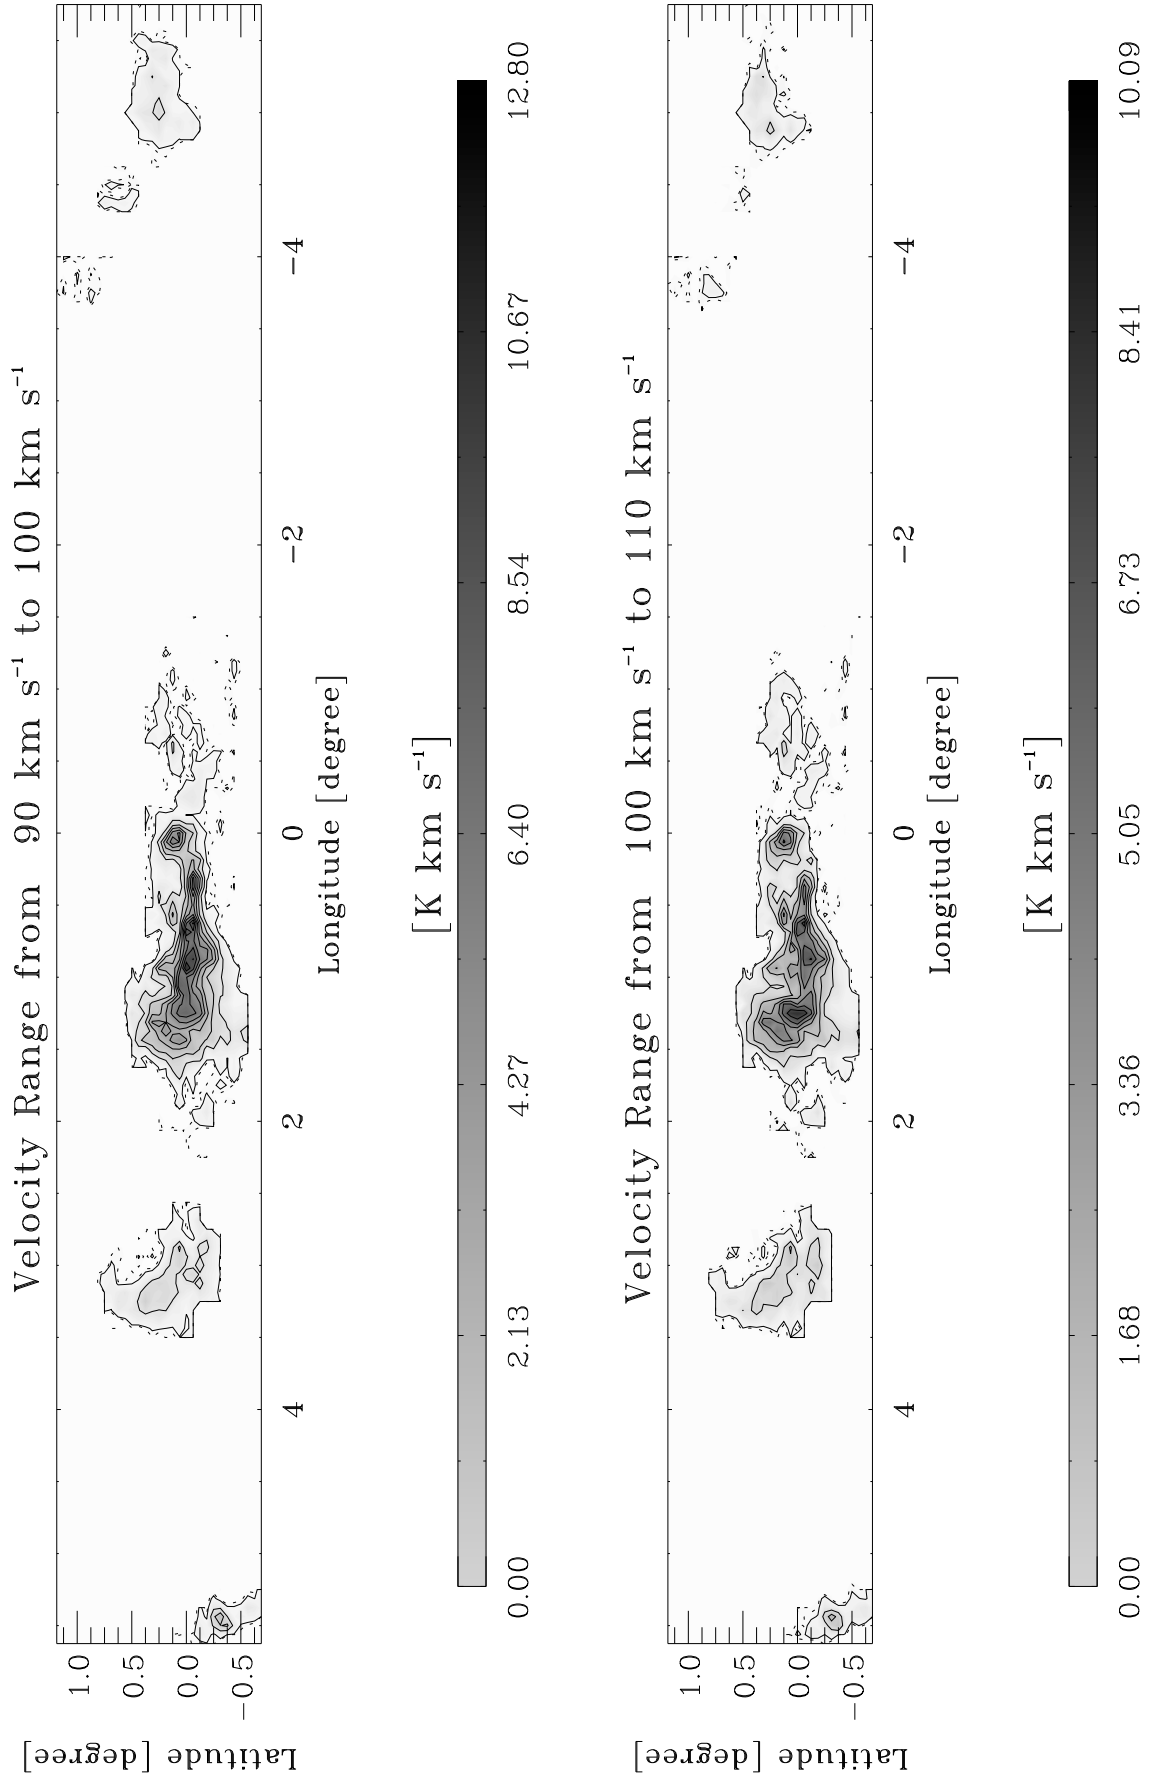 Velocity Range from 90 km s⁻¹ to 100 km s⁻¹
Latitude [degree]
1.0
0.5
0.0
−0.5
4 2 0 −2 −4
Longitude [degree]
0.00 2.13 4.27 6.40 8.54 10.67 12.80
[K km s⁻¹]
Velocity Range from 100 km s⁻¹ to 110 km s⁻¹
Latitude [degree]
1.0
0.5
0.0
−0.5
4 2 0 −2 −4
Longitude [degree]
0.00 1.68 3.36 5.05 6.73 8.41 10.09
[K km s⁻¹]